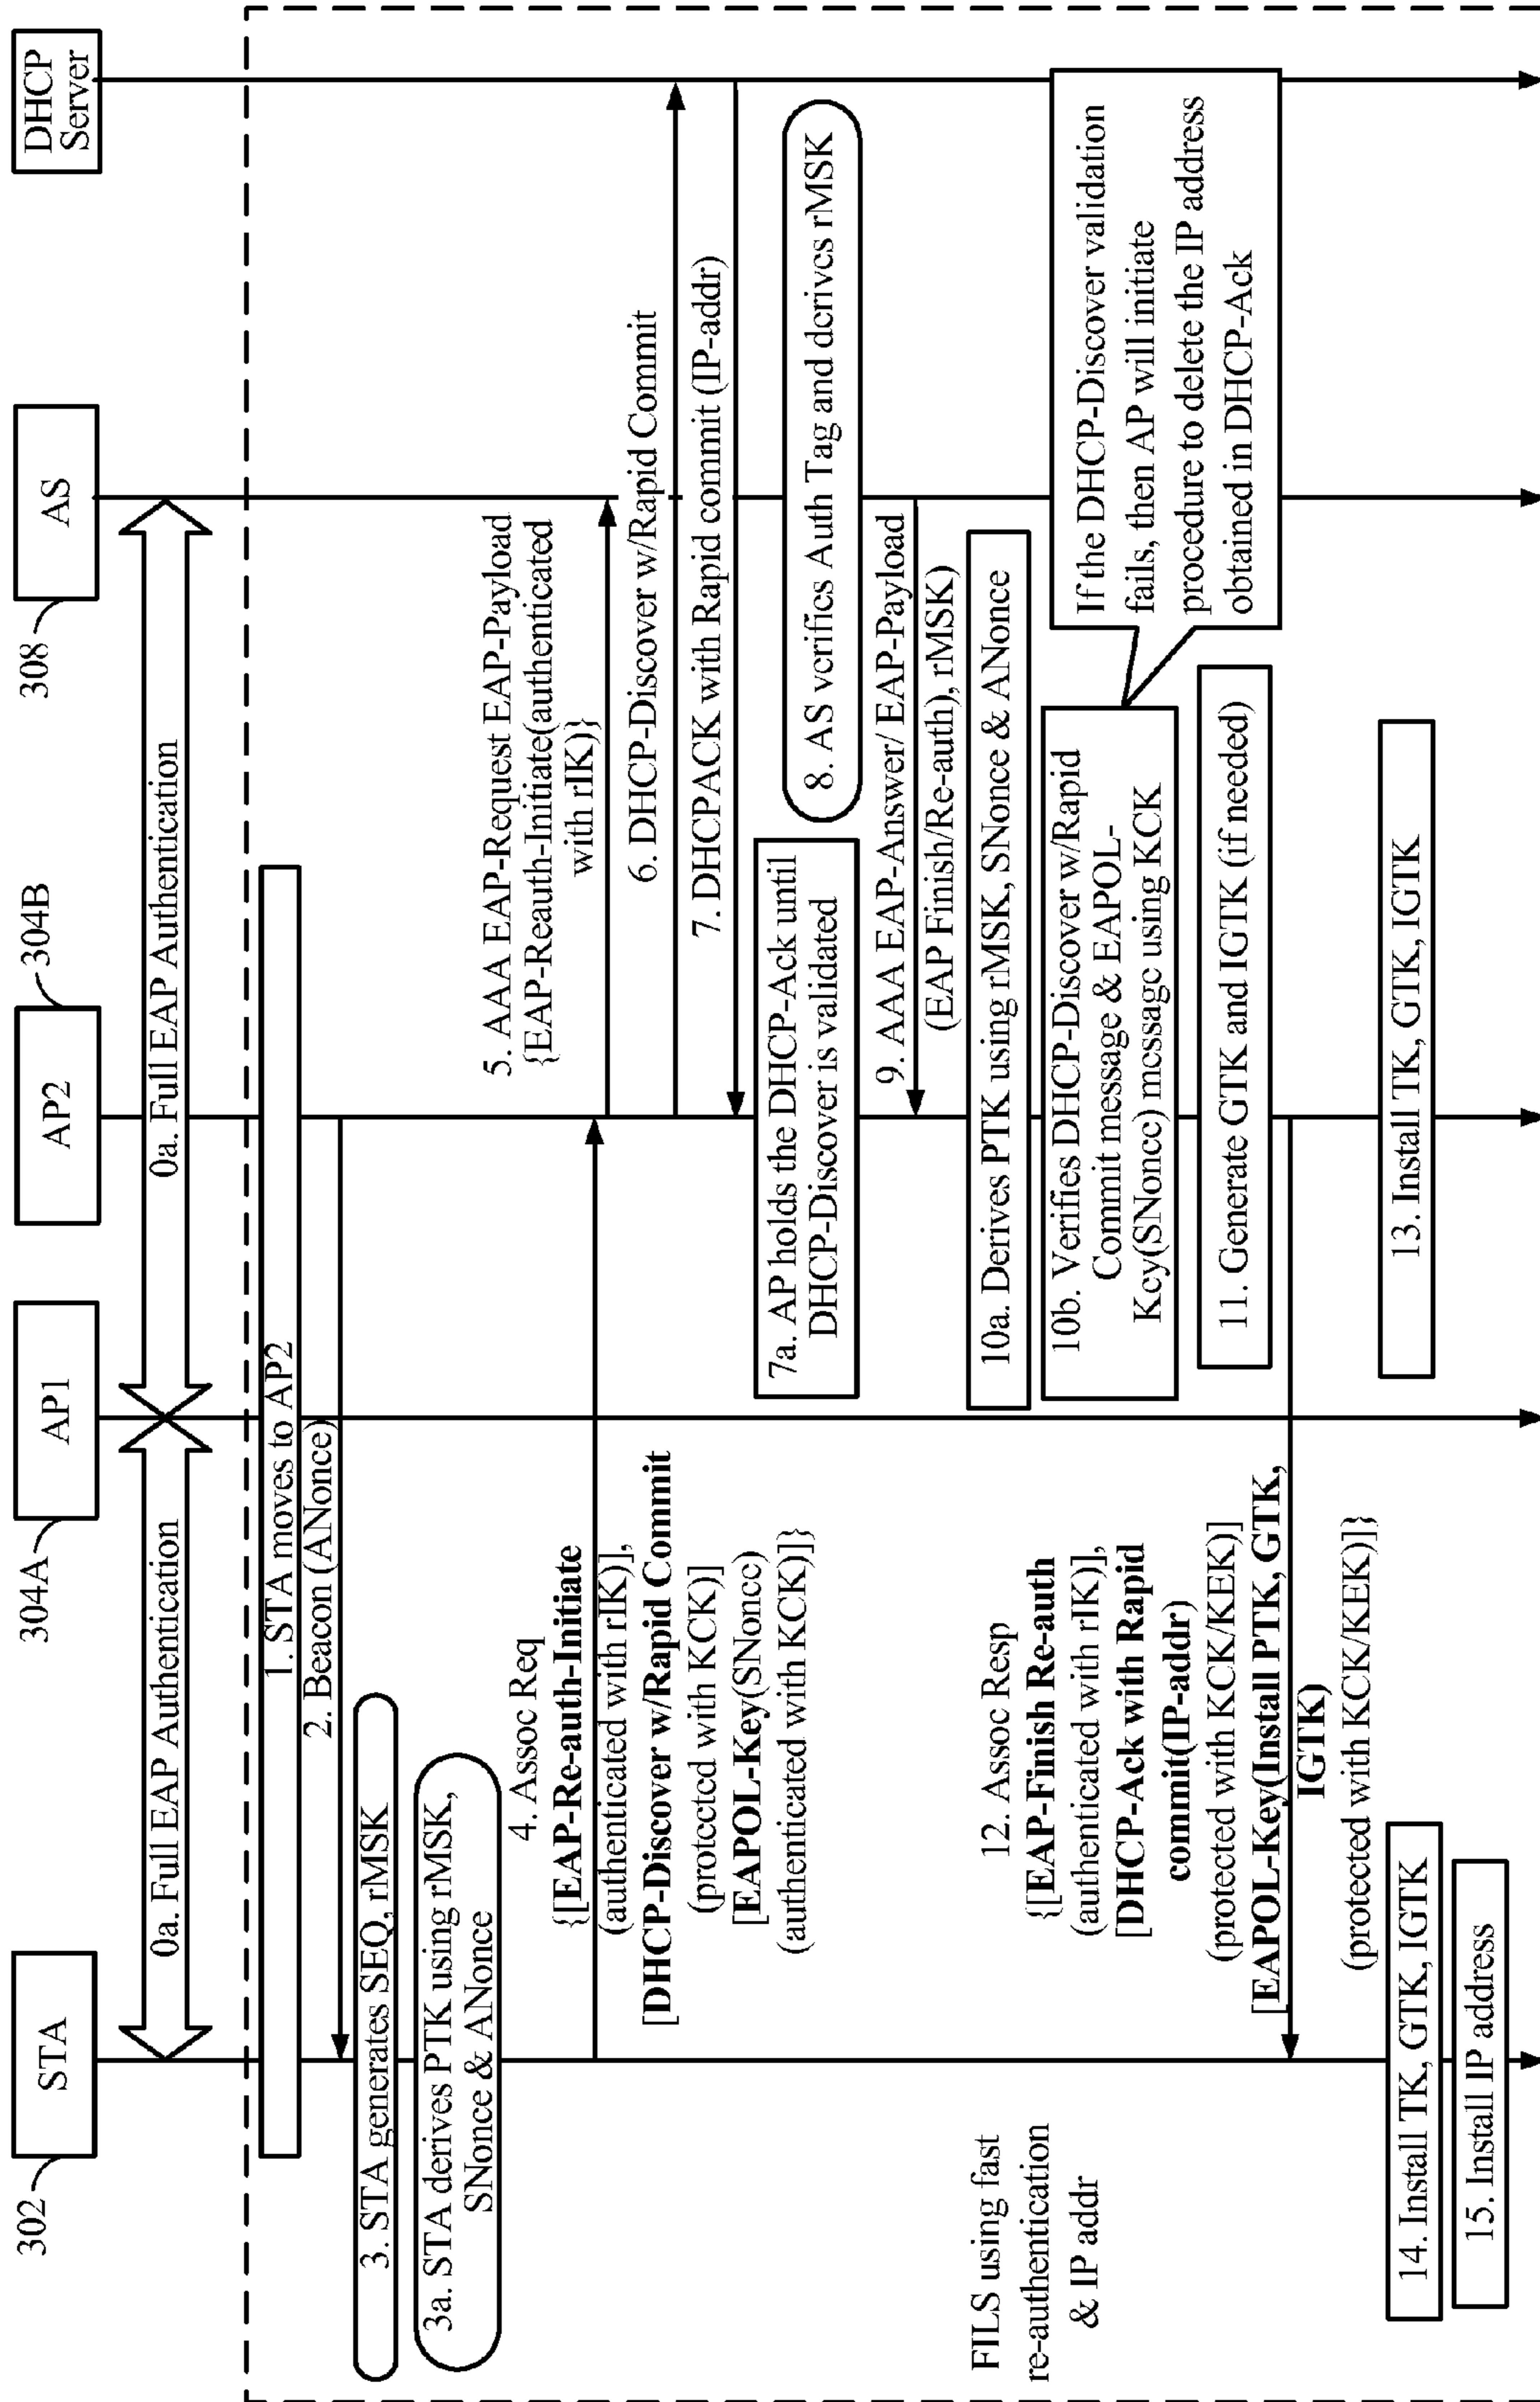 302
STA
304A
AP1
AP2
304B
308
AS
DHCP
Server
0a. Full EAP Authentication
0a. Full EAP Authentication
1. STA moves to AP2
2. Beacon (ANonce)
3. STA generates SEQ, rMSK
3a. STA derives PTK using rMSK,
SNonce & ANonce
4. Assoc Req
{[EAP-Re-auth-Initiate
(authenticated with rIK)],
[DHCP-Discover w/Rapid Commit
(protected with KCK)]
[EAPOL-Key(SNonce)
(authenticated with KCK)]}
5. AAA EAP-Request EAP-Payload
{EAP-Reauth-Initiate(authenticated
with rIK)}
6. DHCP-Discover w/Rapid Commit
7. DHCPACK with Rapid commit (IP-addr)
7a. AP holds the DHCP-Ack until
DHCP-Discover is validated
8. AS verifies Auth Tag and derives rMSK
9. AAA EAP-Answer/ EAP-Payload
(EAP Finish/Re-auth), rMSK)
10a. Derives PTK using rMSK, SNonce & ANonce
10b. Verifies DHCP-Discover w/Rapid
Commit message & EAPOL-
Key(SNonce) message using KCK
If the DHCP-Discover validation
fails, then AP will initiate
procedure to delete the IP address
obtained in DHCP-Ack
11. Generate GTK and IGTK (if needed)
12. Assoc Resp
{[EAP-Finish Re-auth
(authenticated with rIK)],
[DHCP-Ack with Rapid
commit(IP-addr)
(protected with KCK/KEK)]
[EAPOL-Key(Install PTK, GTK,
IGTK)
(protected with KCK/KEK)]}
13. Install TK, GTK, IGTK
14. Install TK, GTK, IGTK
15. Install IP address
FILS using fast
re-authentication
& IP addr